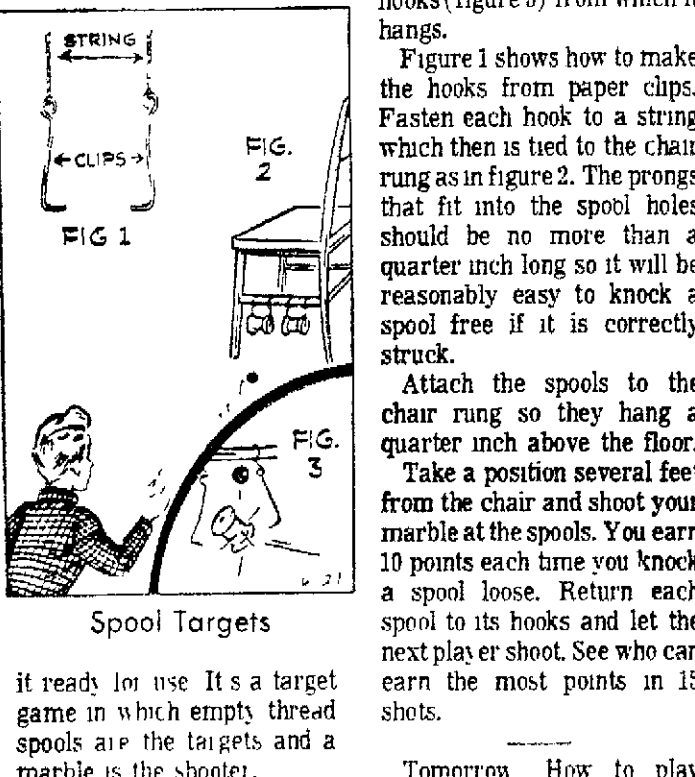 STRING
←CLIPS→
FIG 1
FIG.
2
FIG.
3
6 21
Spool Targets
it ready for use It s a target
game in which empty thread
spools are the targets and a
marble is the shooter.
hooks (figure 3) from which it
hangs.
Figure 1 shows how to make
the hooks from paper clips.
Fasten each hook to a string
which then is tied to the chair
rung as in figure 2. The prongs
that fit into the spool holes
should be no more than a
quarter inch long so it will be
reasonably easy to knock a
spool free if it is correctly
struck.
Attach the spools to the
chair rung so they hang a
quarter inch above the floor.
Take a position several feet
from the chair and shoot your
marble at the spools. You earn
10 points each time you knock
a spool loose. Return each
spool to its hooks and let the
next player shoot. See who can
earn the most points in 15
shots.
Tomorrow How to play